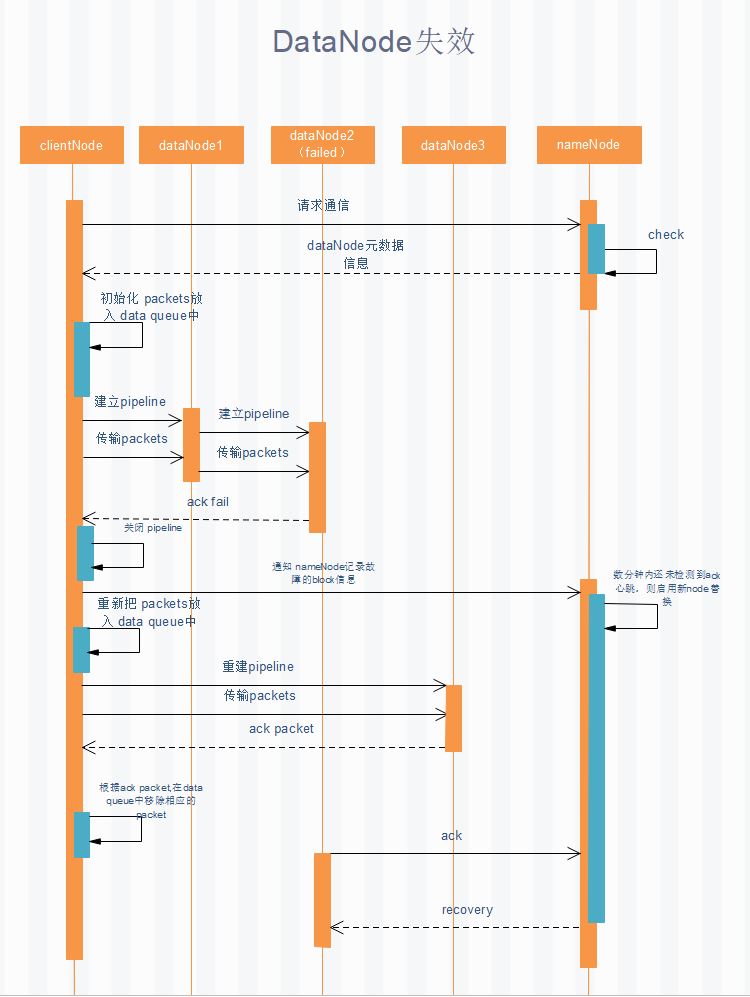 DataNode失效
clientNode
dataNode1
dataNode2
（failed）
dataNode3
nameNode
请求通信
check
dataNode元数据
信息
初始化 packets放
入 data queue中
建立pipeline
建立pipeline
传输packets
传输packets
ack fail
关闭 pipeline
通知 nameNode记录故
障的block信息
数分钟内还未检测到ack
心跳，则启用新node替
换
重新把 packets放
入 data queue中
重建pipeline
传输packets
ack packet
根据ack packet,在data
queue中移除相应的
packet
ack
recovery